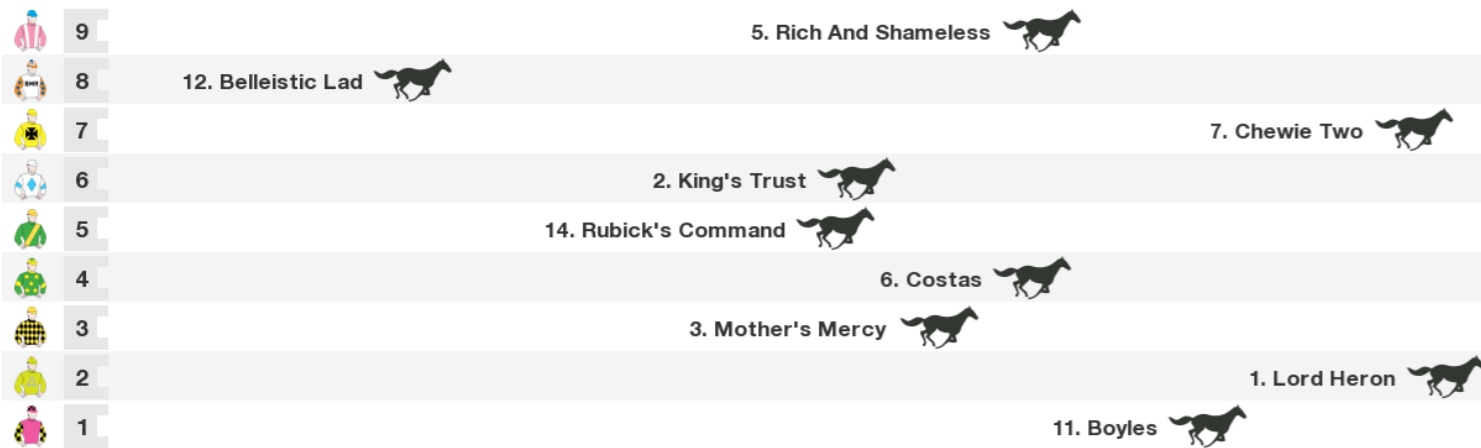 9 5. Rich And Shameless
BMR 8 12. Belleistic Lad
7 7. Chewie Two
6 2. King's Trust
5 14. Rubick's Command
4 6. Costas
3 3. Mother's Mercy
2 1. Lord Heron
1 11. Boyles